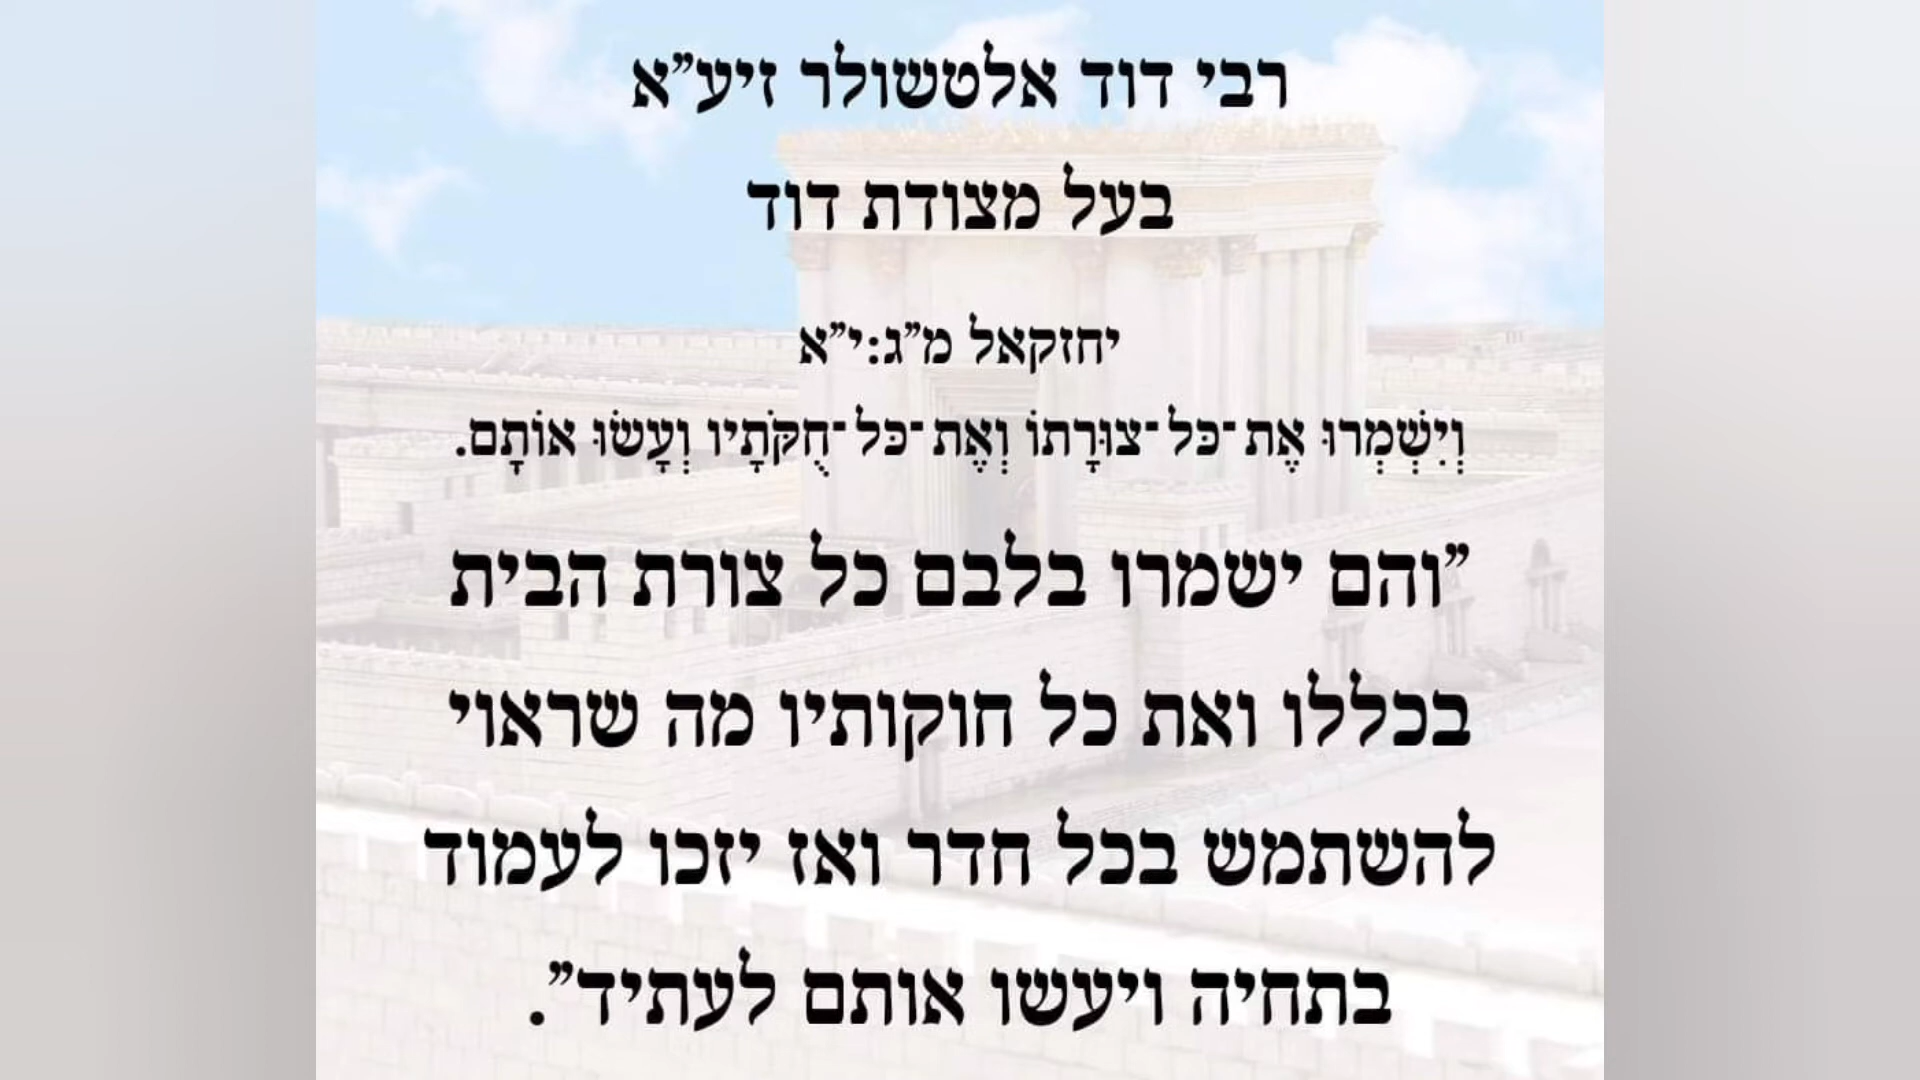 רבי דוד אלטשולר זיע"א
בעל מצודת דוד
יחזקאל מ"ג:י"א
וְיִשְׁמְרוּ אֶת־כׇּל־צוּרָתוֹ וְאֶת־כׇּל־חֻקֹּתָיו וְעָשׂוּ אוֹתָם.
"והם ישמרו בלבם כל צורת הבית
בכללו ואת כל חוקותיו מה שראוי
להשתמש בכל חדר ואז יזכו לעמוד
בתחיה ויעשו אותם לעתיד".